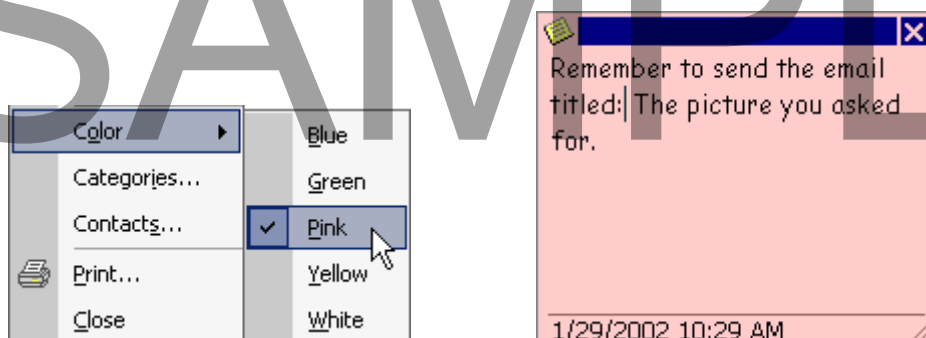 SAMPL
Color
Categories...
Contacts...
Print...
Close
Blue
Green
Pink
Yellow
White
Remember to send the email
titled: The picture you asked
for.
1/29/2002 10:29 AM